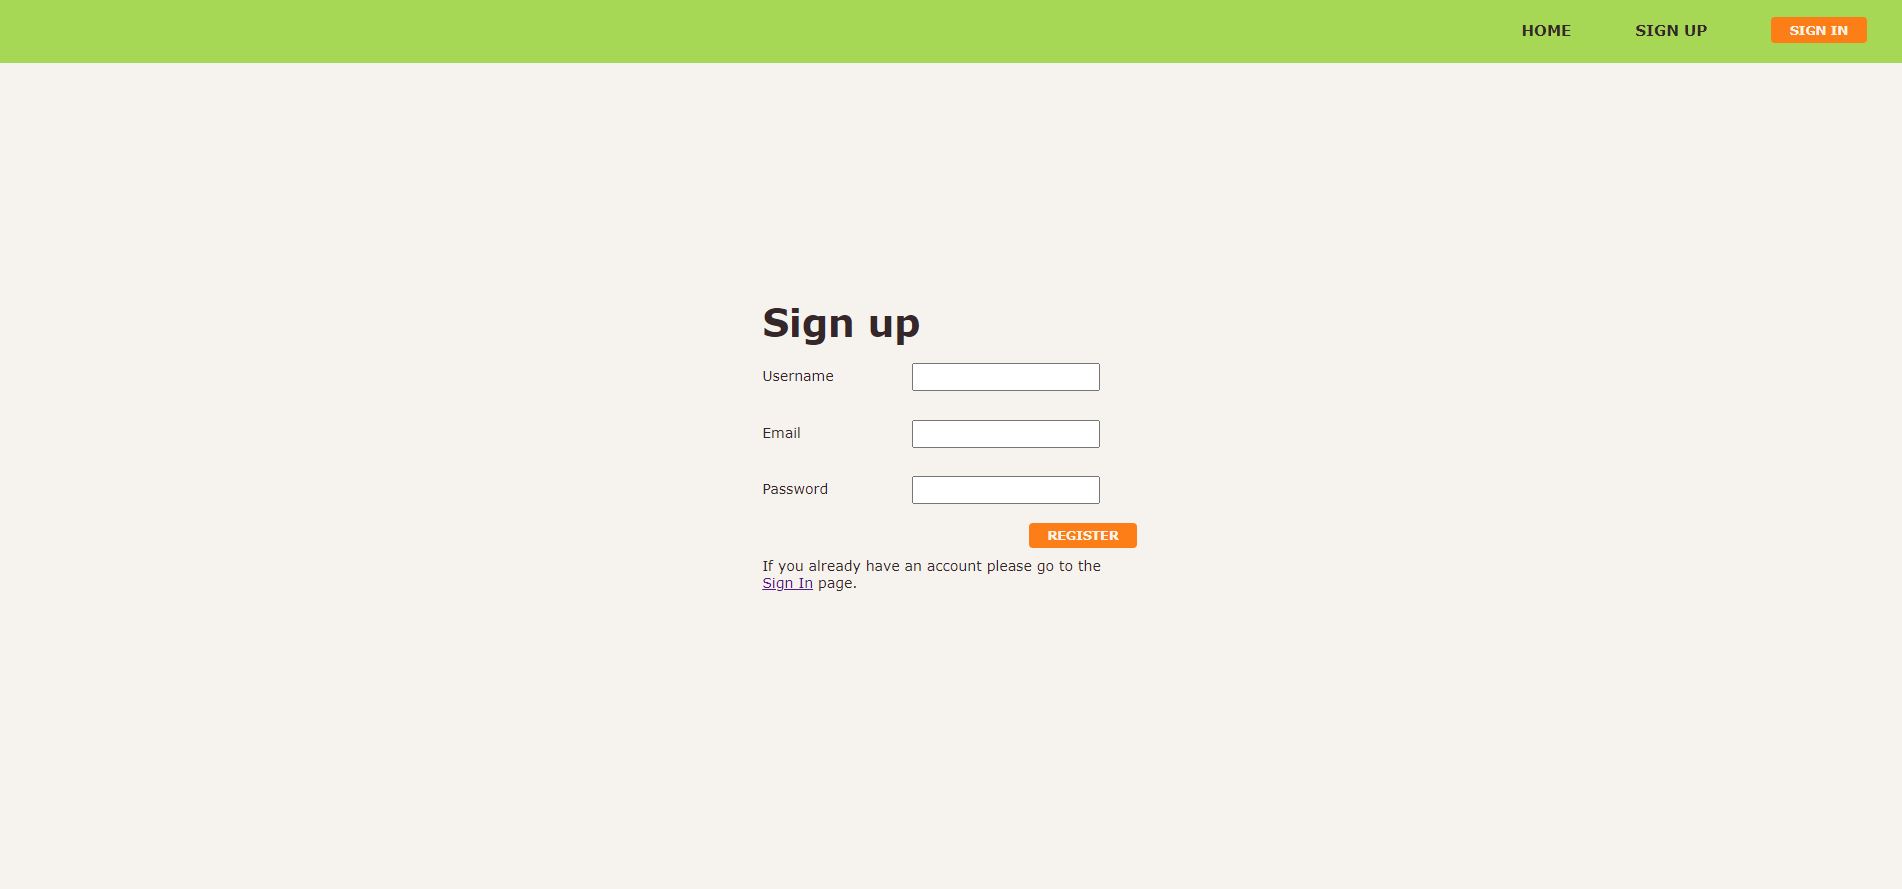 HOME SIGN UP SIGN IN
Sign up
Username
Email
Password
REGISTER
If you already have an account please go to the
Sign In page.